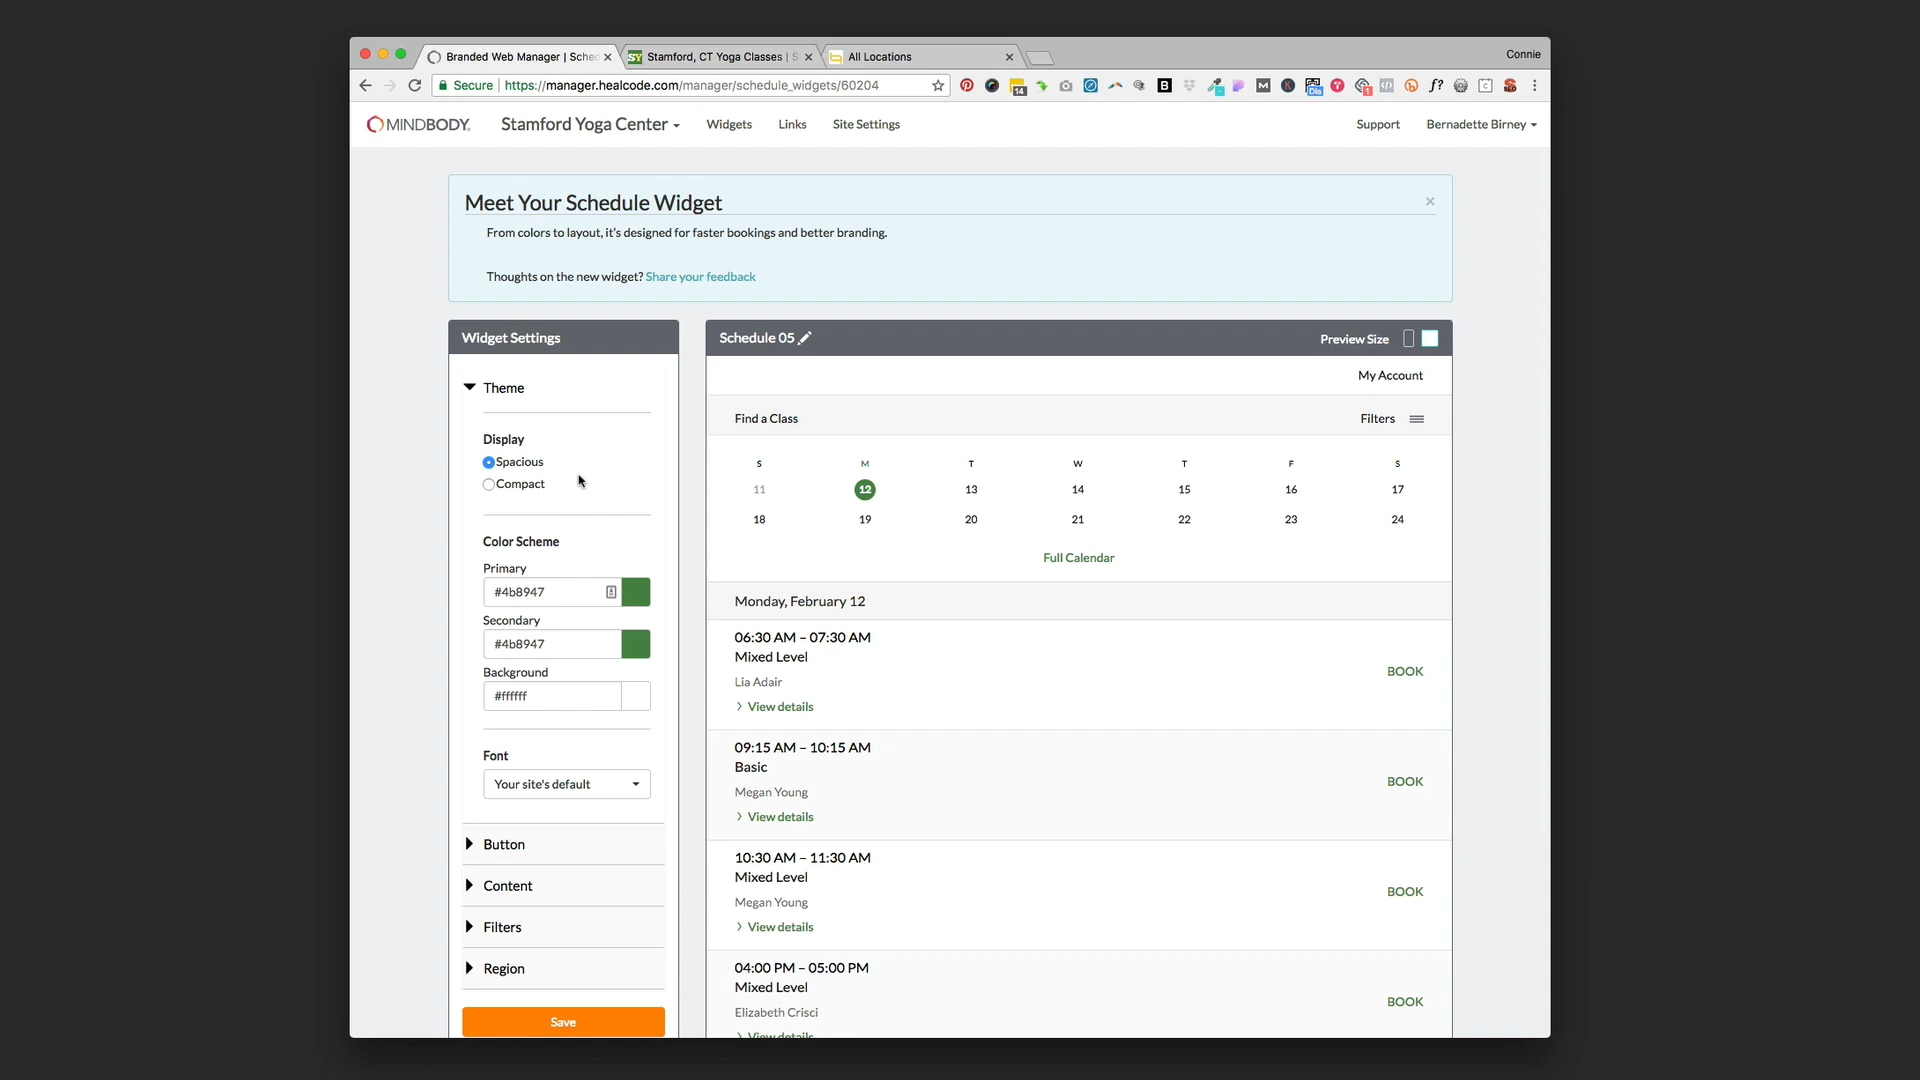 Branded Web Manager | Sched
Stamford, CT Yoga Classes | S
All Locations
Connie
Secure
https://manager.healcode.com/manager/schedule_widgets/60204
MINDBODY
Stamford Yoga Center
Widgets
Links
Site Settings
Support
Bernadette Birney
Meet Your Schedule Widget
From colors to layout, it's designed for faster bookings and better branding.
Thoughts on the new widget? Share your feedback
Widget Settings
Theme
Display
Spacious
Compact
Color Scheme
Primary
#4b8947
Secondary
#4b8947
Background
#ffffff
Font
Your site's default
Button
Content
Filters
Region
Save
Schedule 05
Preview Size
My Account
Find a Class
Filters
S M T W T F S
11 12 13 14 15 16 17
18 19 20 21 22 23 24
Full Calendar
Monday, February 12
06:30 AM – 07:30 AM
Mixed Level
Lia Adair
View details
BOOK
09:15 AM – 10:15 AM
Basic
Megan Young
View details
BOOK
10:30 AM – 11:30 AM
Mixed Level
Megan Young
View details
BOOK
04:00 PM – 05:00 PM
Mixed Level
Elizabeth Crisci
View details
BOOK